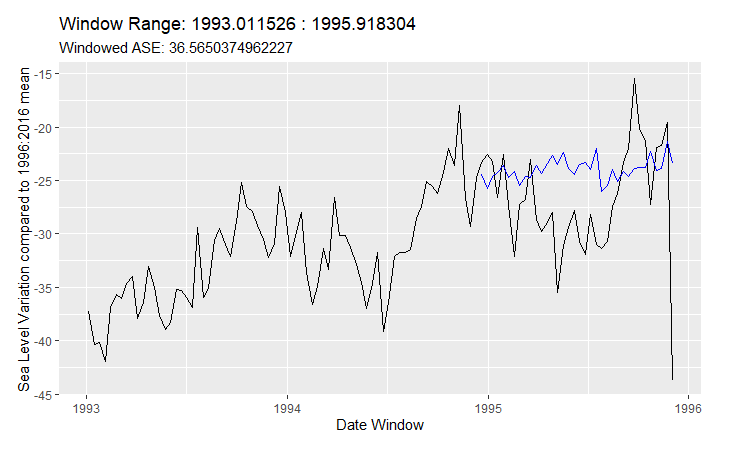 Window Range: 1993.011526 : 1995.918304
Windowed ASE: 36.5650374962227
Sea Level Variation compared to 1996:2016 mean
-15
-20
-25
-30
-35
-40
-45
1993
1994
1995
1996
Date Window